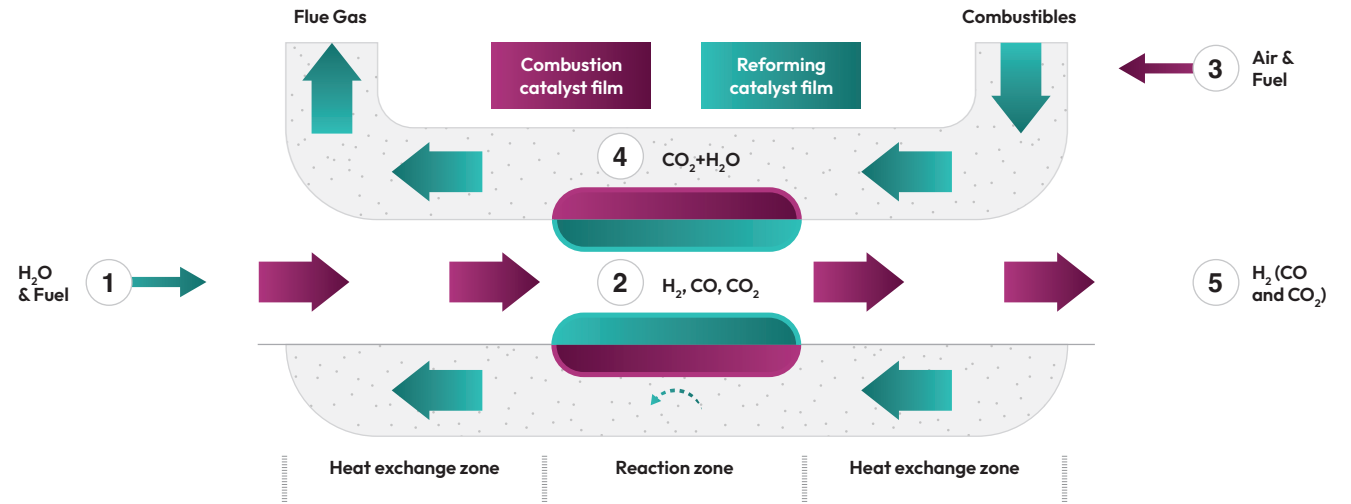 Flue Gas
Combustibles
Combustion
catalyst film
Reforming
catalyst film
3
Air &
Fuel
4
CO₂+H₂O
H₂O
& Fuel
1
2
H₂, CO, CO₂
5
H₂ (CO
and CO₂)
Heat exchange zone
Reaction zone
Heat exchange zone